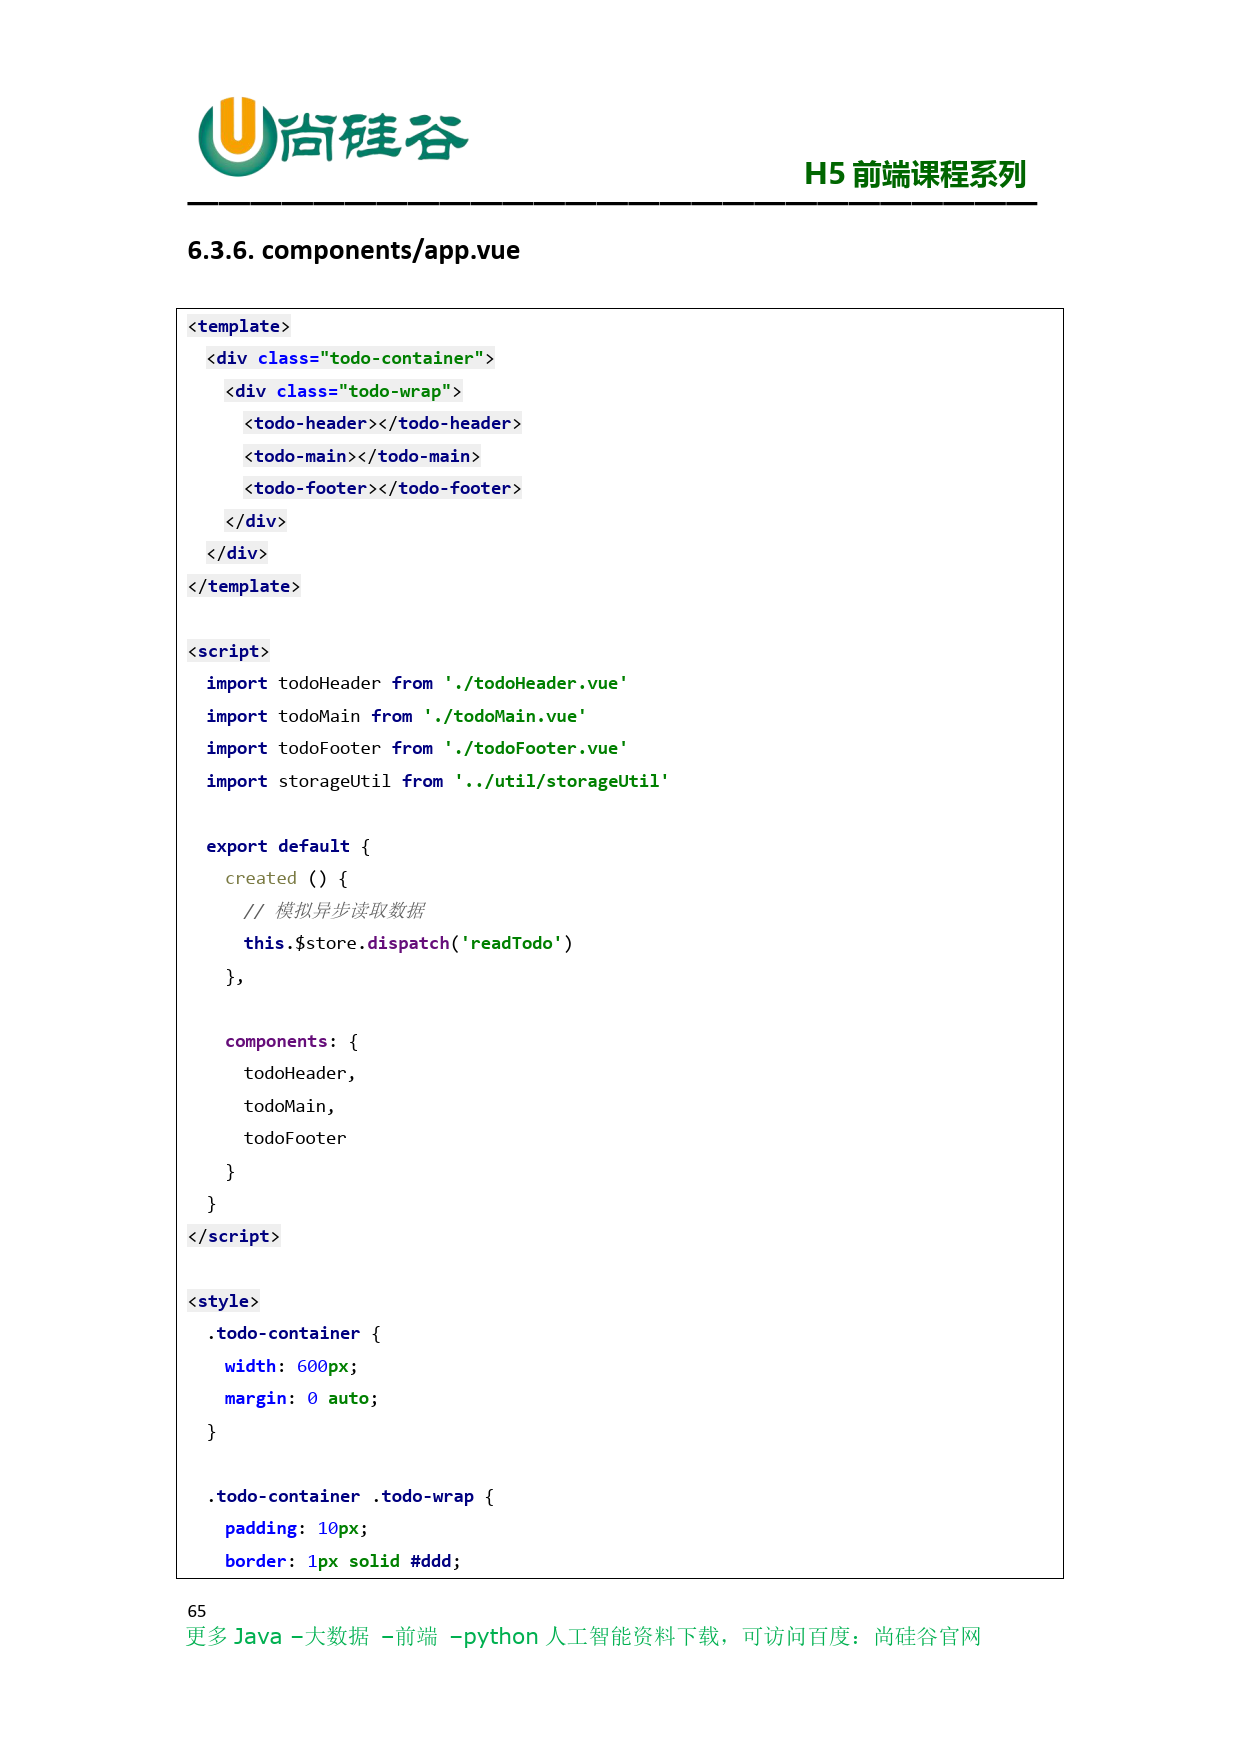 尚硅谷
H5 前端课程系列
6.3.6. components/app.vue
<template>
  <div class="todo-container">
    <div class="todo-wrap">
      <todo-header></todo-header>
      <todo-main></todo-main>
      <todo-footer></todo-footer>
    </div>
  </div>
</template>

<script>
  import todoHeader from './todoHeader.vue'
  import todoMain from './todoMain.vue'
  import todoFooter from './todoFooter.vue'
  import storageUtil from '../util/storageUtil'

  export default {
    created () {
      // 模拟异步读取数据
      this.$store.dispatch('readTodo')
    },

    components: {
      todoHeader,
      todoMain,
      todoFooter
    }
  }
</script>

<style>
  .todo-container {
    width: 600px;
    margin: 0 auto;
  }

  .todo-container .todo-wrap {
    padding: 10px;
    border: 1px solid #ddd;
65
更多 Java –大数据 –前端 –python 人工智能资料下载，可访问百度：尚硅谷官网